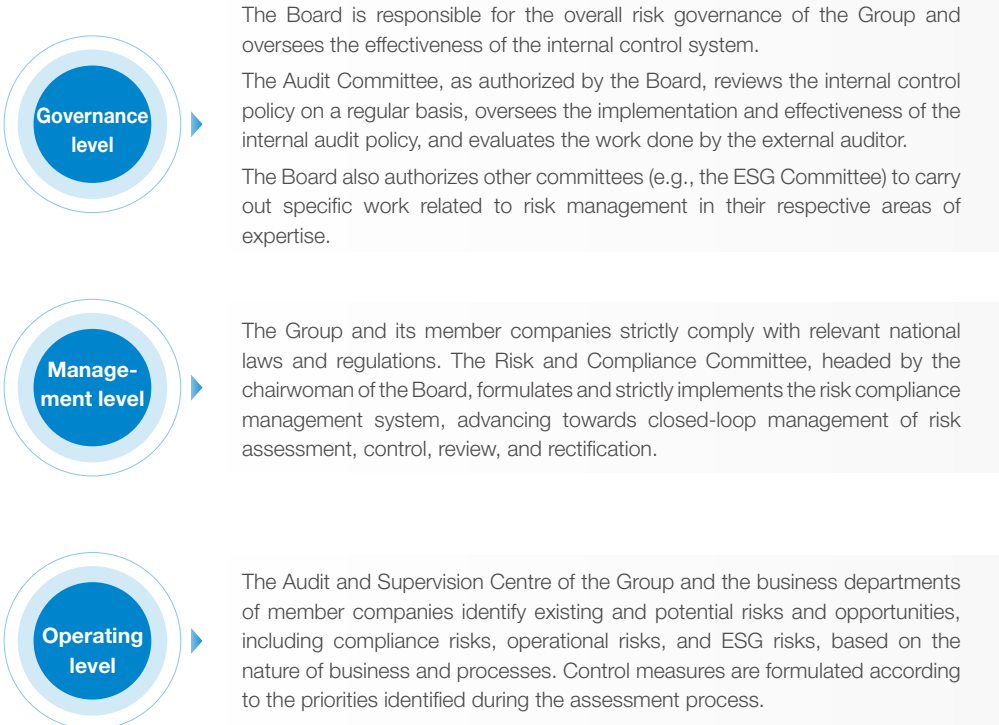 The Board is responsible for the overall risk governance of the Group and
oversees the effectiveness of the internal control system.
The Audit Committee, as authorized by the Board, reviews the internal control
policy on a regular basis, oversees the implementation and effectiveness of the
internal audit policy, and evaluates the work done by the external auditor.
The Board also authorizes other committees (e.g., the ESG Committee) to carry
out specific work related to risk management in their respective areas of
expertise.
Governance
level
The Group and its member companies strictly comply with relevant national
laws and regulations. The Risk and Compliance Committee, headed by the
chairwoman of the Board, formulates and strictly implements the risk compliance
management system, advancing towards closed-loop management of risk
assessment, control, review, and rectification.
Manage-
ment level
The Audit and Supervision Centre of the Group and the business departments
of member companies identify existing and potential risks and opportunities,
including compliance risks, operational risks, and ESG risks, based on the
nature of business and processes. Control measures are formulated according
to the priorities identified during the assessment process.
Operating
level